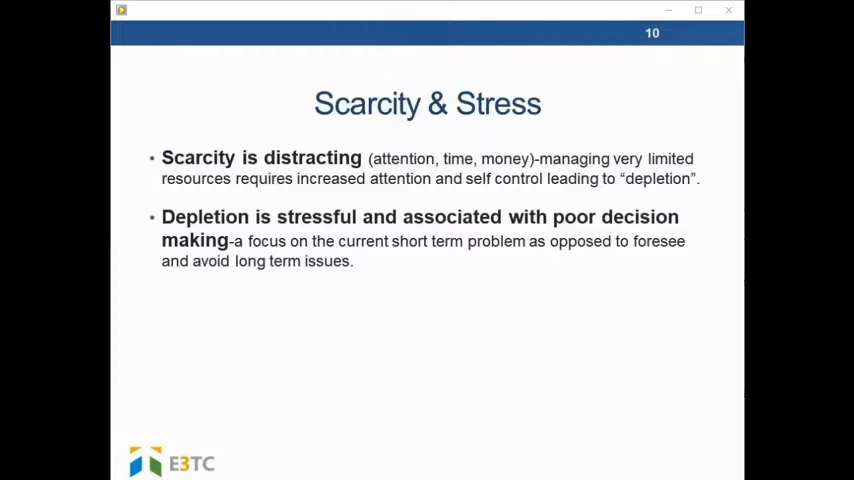 10
Scarcity & Stress
• Scarcity is distracting (attention, time, money)-managing very limited
resources requires increased attention and self control leading to “depletion”.
• Depletion is stressful and associated with poor decision
making-a focus on the current short term problem as opposed to foresee
and avoid long term issues.
E3TC